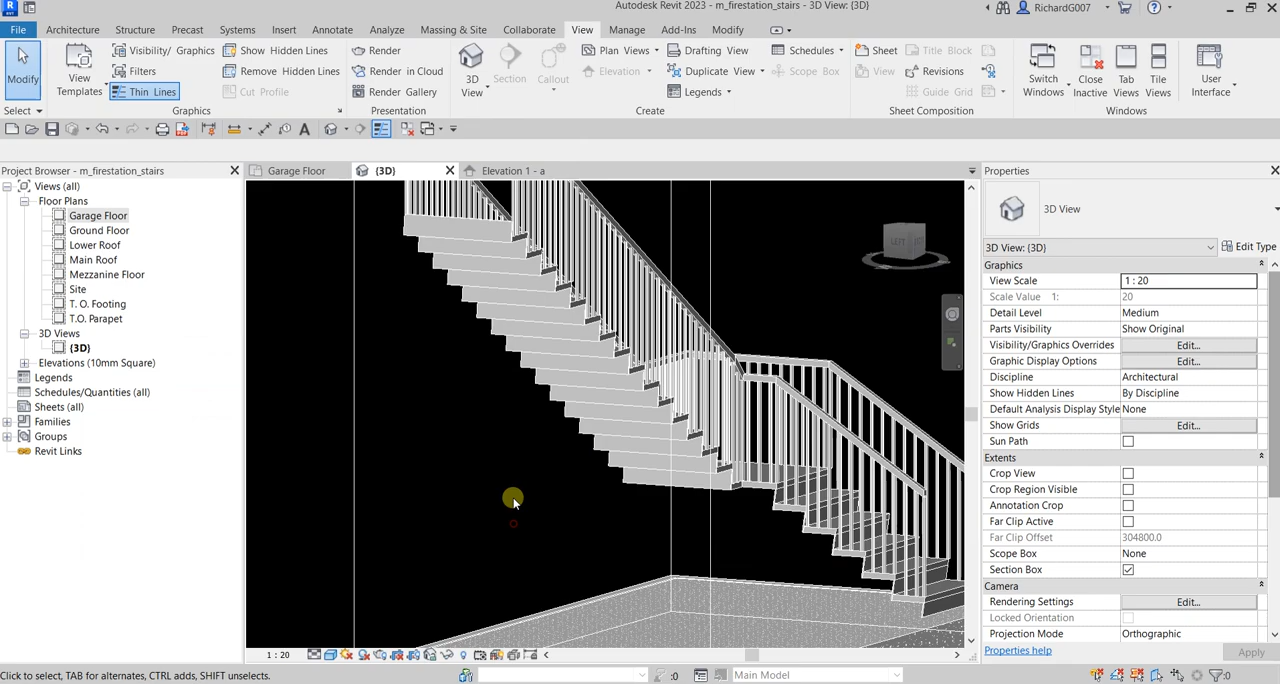 Autodesk Revit 2023 - m_firestation_stairs - 3D View: {3D}
RichardG007
File Architecture Structure Precast Systems Insert Annotate Analyze Massing & Site Collaborate View Manage Add-Ins Modify
Modify
Select
View Templates
Visibility/ Graphics
Filters
Thin Lines
Show Hidden Lines
Remove Hidden Lines
Cut Profile
Graphics
Render
Render in Cloud
Render Gallery
Presentation
3D View
Section
Callout
Plan Views
Elevation
Drafting View
Duplicate View
Legends
Schedules
Scope Box
Create
Sheet
View
Title Block
Revisions
Guide Grid
Sheet Composition
Switch Windows
Close Inactive
Tab Views
Tile Views
Windows
User Interface
Project Browser - m_firestation_stairs
Views (all)
Floor Plans
Garage Floor
Ground Floor
Lower Roof
Main Roof
Mezzanine Floor
Site
T. O. Footing
T. O. Parapet
3D Views
{3D}
Elevations (10mm Square)
Legends
Schedules/Quantities (all)
Sheets (all)
Families
Groups
Revit Links
Garage Floor
{3D}
Elevation 1 - a
LEFT
1 : 20
Properties
3D View
3D View: {3D}
Edit Type
Graphics
View Scale 1 : 20
Scale Value 1: 20
Detail Level Medium
Parts Visibility Show Original
Visibility/Graphics Overrides Edit...
Graphic Display Options Edit...
Discipline Architectural
Show Hidden Lines By Discipline
Default Analysis Display Style None
Show Grids Edit...
Sun Path
Extents
Crop View
Crop Region Visible
Annotation Crop
Far Clip Active
Far Clip Offset 304800.0
Scope Box None
Section Box
Camera
Rendering Settings Edit...
Locked Orientation
Projection Mode Orthographic
Properties help
Apply
Click to select, TAB for alternates, CTRL adds, SHIFT unselects.
:0
Main Model
:0